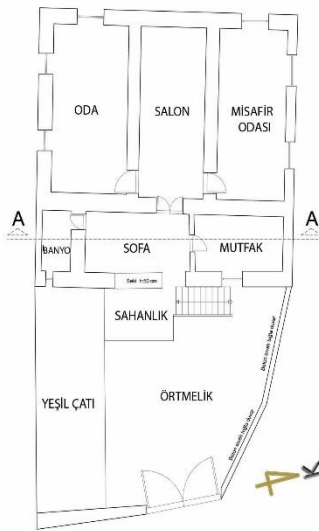 ODA
SALON
MİSAFİR
ODASI
A
A
BANYO
SOFA
MUTFAK
SAHANLIK
YEŞİL ÇATI
ÖRTMELİK
K